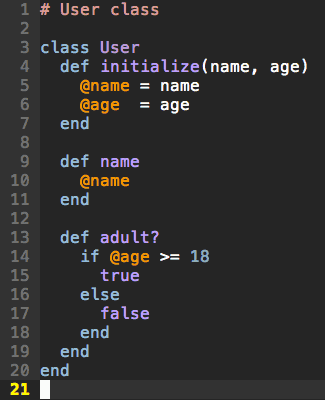 1 # User class
2
3 class User
4   def initialize(name, age)
5     @name = name
6     @age  = age
7   end
8
9   def name
10     @name
11   end
12
13   def adult?
14     if @age >= 18
15       true
16     else
17       false
18     end
19   end
20 end
21